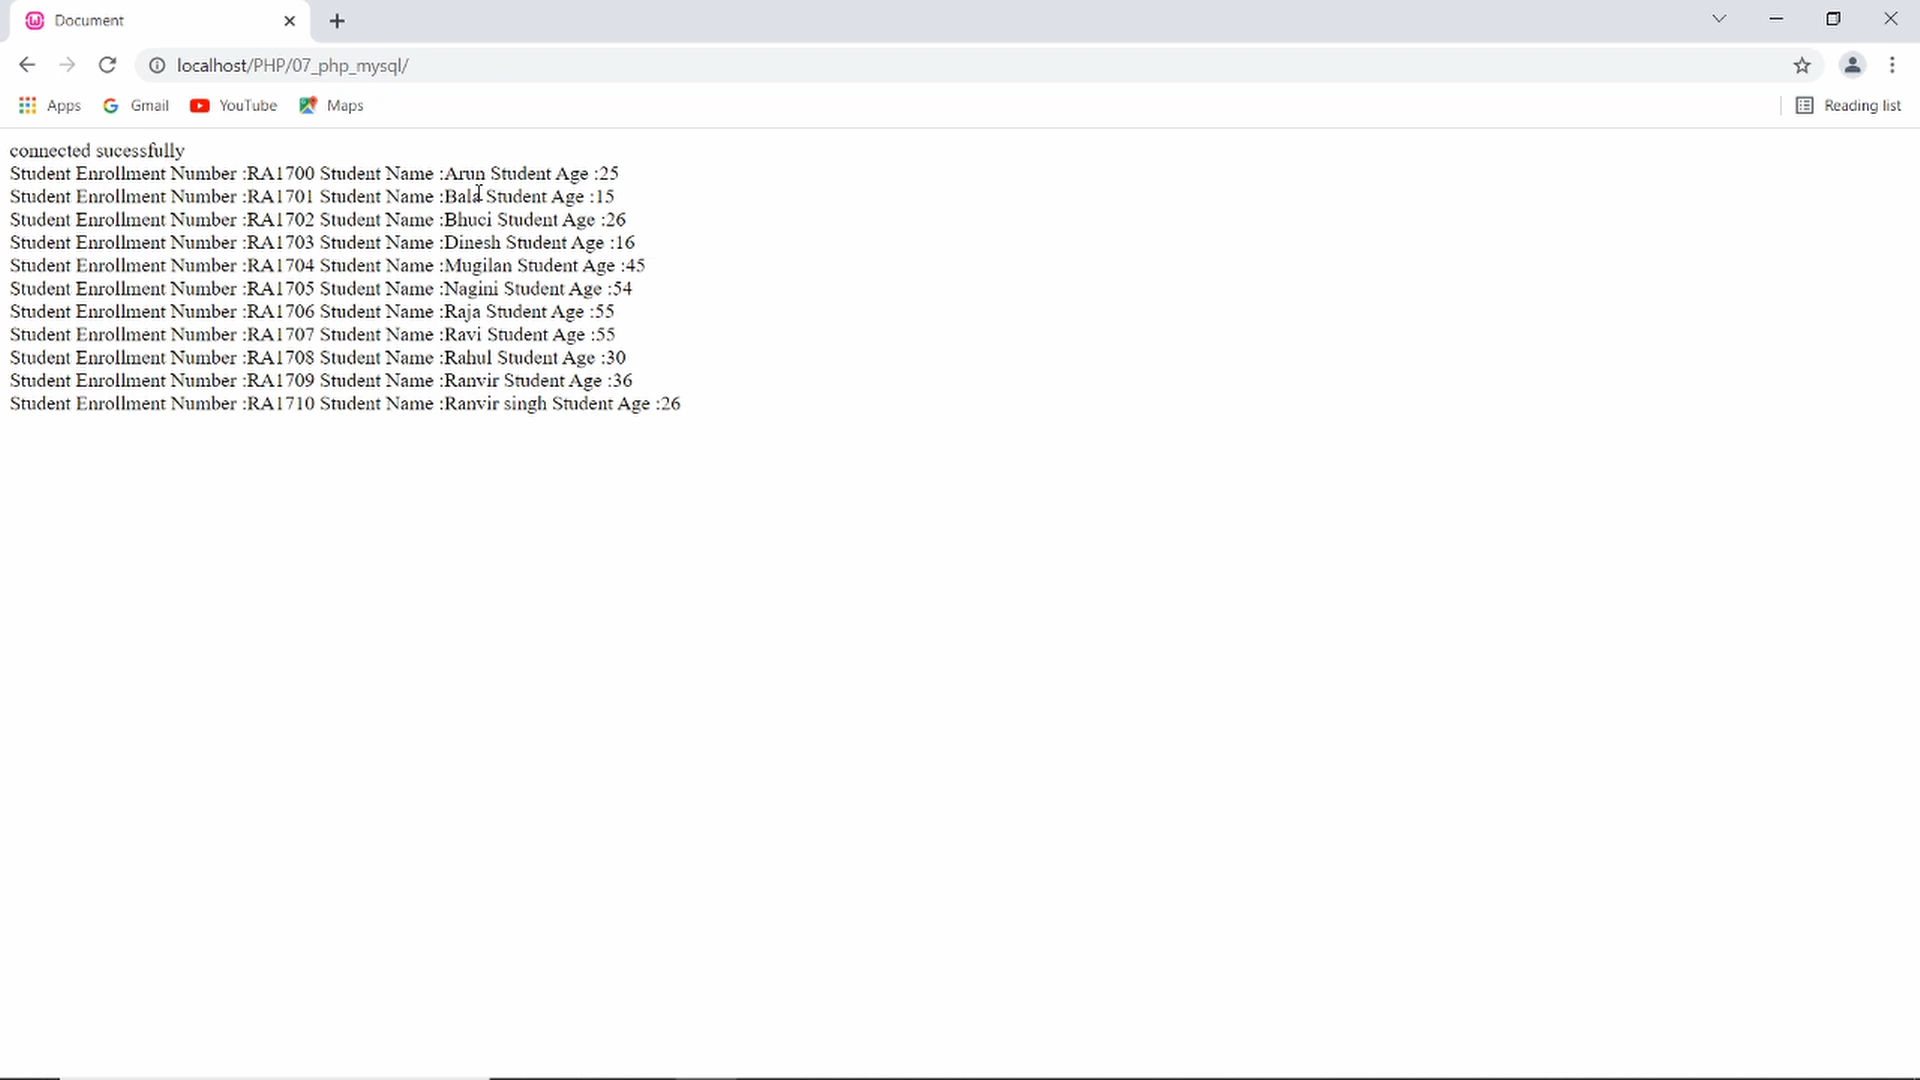 Document
localhost/PHP/07_php_mysql/
Apps Gmail YouTube Maps Reading list
connected sucessfully
Student Enrollment Number :RA1700 Student Name :Arun Student Age :25
Student Enrollment Number :RA1701 Student Name :Bala Student Age :15
Student Enrollment Number :RA1702 Student Name :Bhuci Student Age :26
Student Enrollment Number :RA1703 Student Name :Dinesh Student Age :16
Student Enrollment Number :RA1704 Student Name :Mugilan Student Age :45
Student Enrollment Number :RA1705 Student Name :Nagini Student Age :54
Student Enrollment Number :RA1706 Student Name :Raja Student Age :55
Student Enrollment Number :RA1707 Student Name :Ravi Student Age :55
Student Enrollment Number :RA1708 Student Name :Rahul Student Age :30
Student Enrollment Number :RA1709 Student Name :Ranvir Student Age :36
Student Enrollment Number :RA1710 Student Name :Ranvir singh Student Age :26